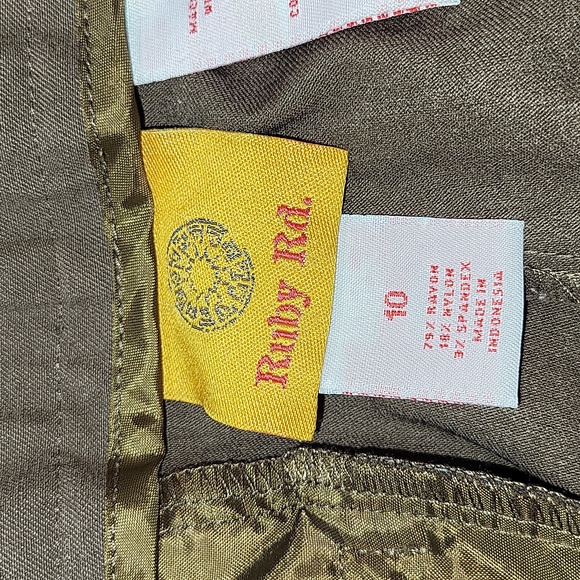 Ruby Rd.
10
79% RAYON
18% NYLON
3% SPANDEX
MADE IN
INDONESIA